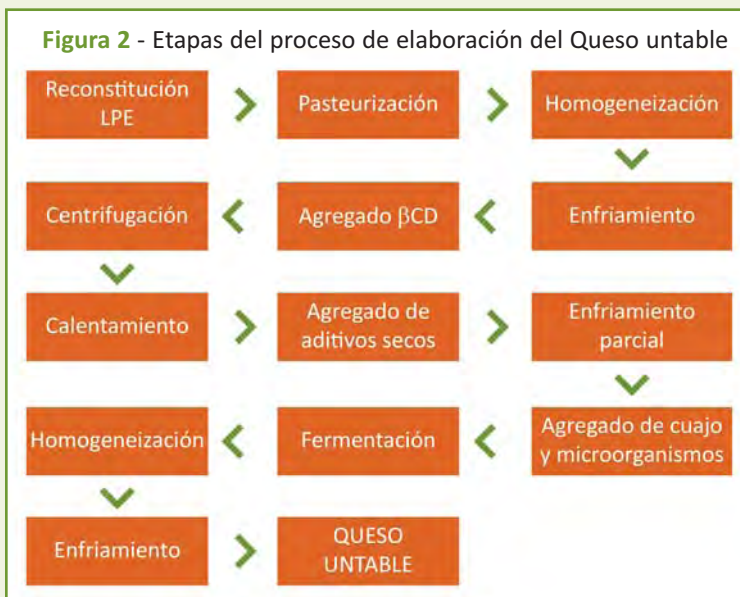 Figura 2 - Etapas del proceso de elaboración del Queso untable
Reconstitución
LPE
Pasteurización
Homogeneización
Enfriamiento
Agregado βCD
Centrifugación
Calentamiento
Agregado de
aditivos secos
Enfriamiento
parcial
Agregado de cuajo
y microorganismos
Fermentación
Homogeneización
Enfriamiento
QUESO
UNTABLE